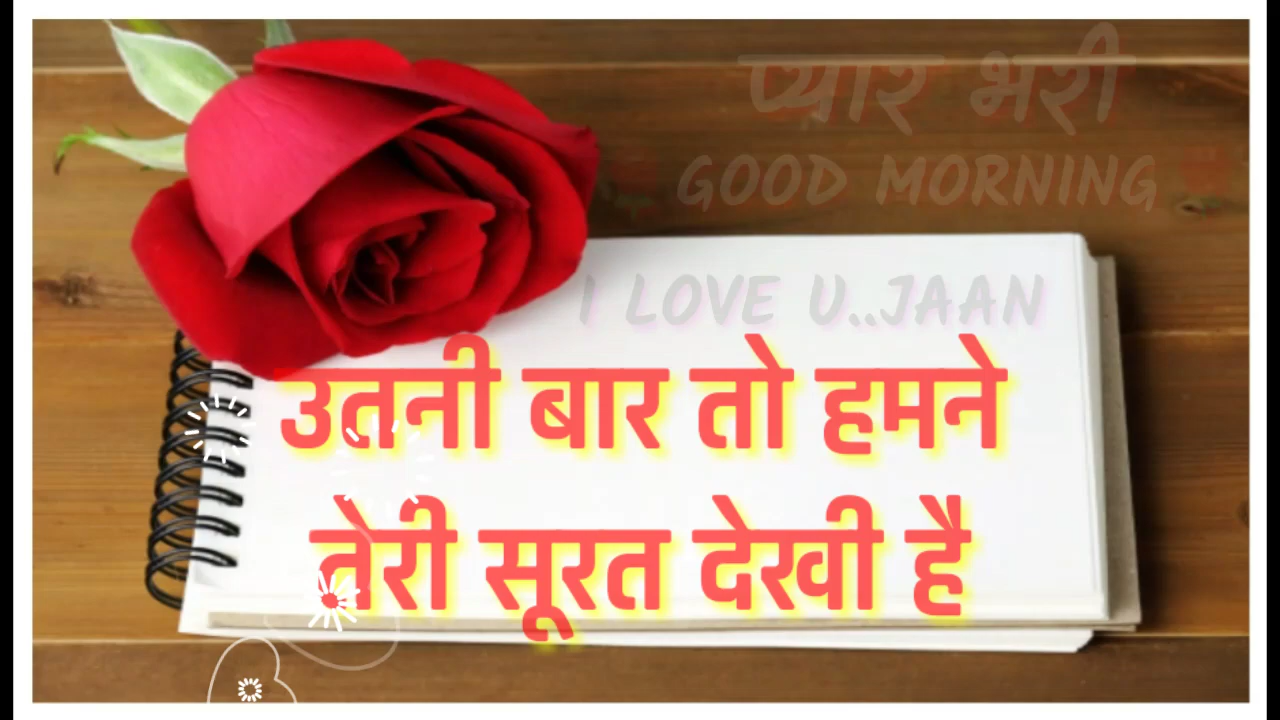 प्यार भरी
GOOD MORNING
I LOVE U..JAAN
उतनी बार तो हमने
तेरी सूरत देखी है